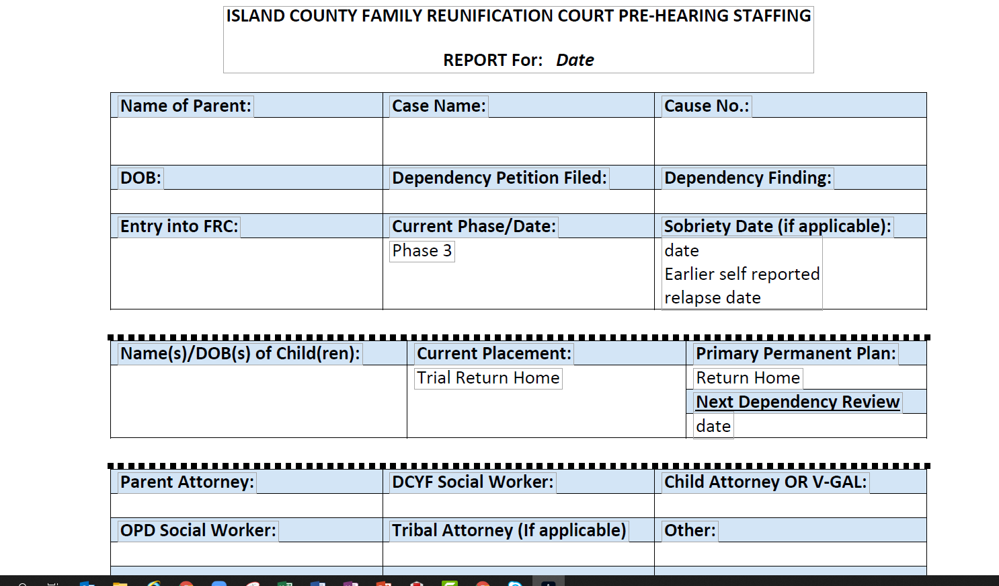 ISLAND COUNTY FAMILY REUNIFICATION COURT PRE-HEARING STAFFING
REPORT For: Date
Name of Parent: Case Name: Cause No.:
DOB: Dependency Petition Filed: Dependency Finding:
Entry into FRC: Current Phase/Date: Sobriety Date (if applicable):
Phase 3 date
Earlier self reported
relapse date
Name(s)/DOB(s) of Child(ren): Current Placement: Primary Permanent Plan:
Trial Return Home Return Home
Next Dependency Review
date
Parent Attorney: DCYF Social Worker: Child Attorney OR V-GAL:
OPD Social Worker: Tribal Attorney (If applicable) Other: